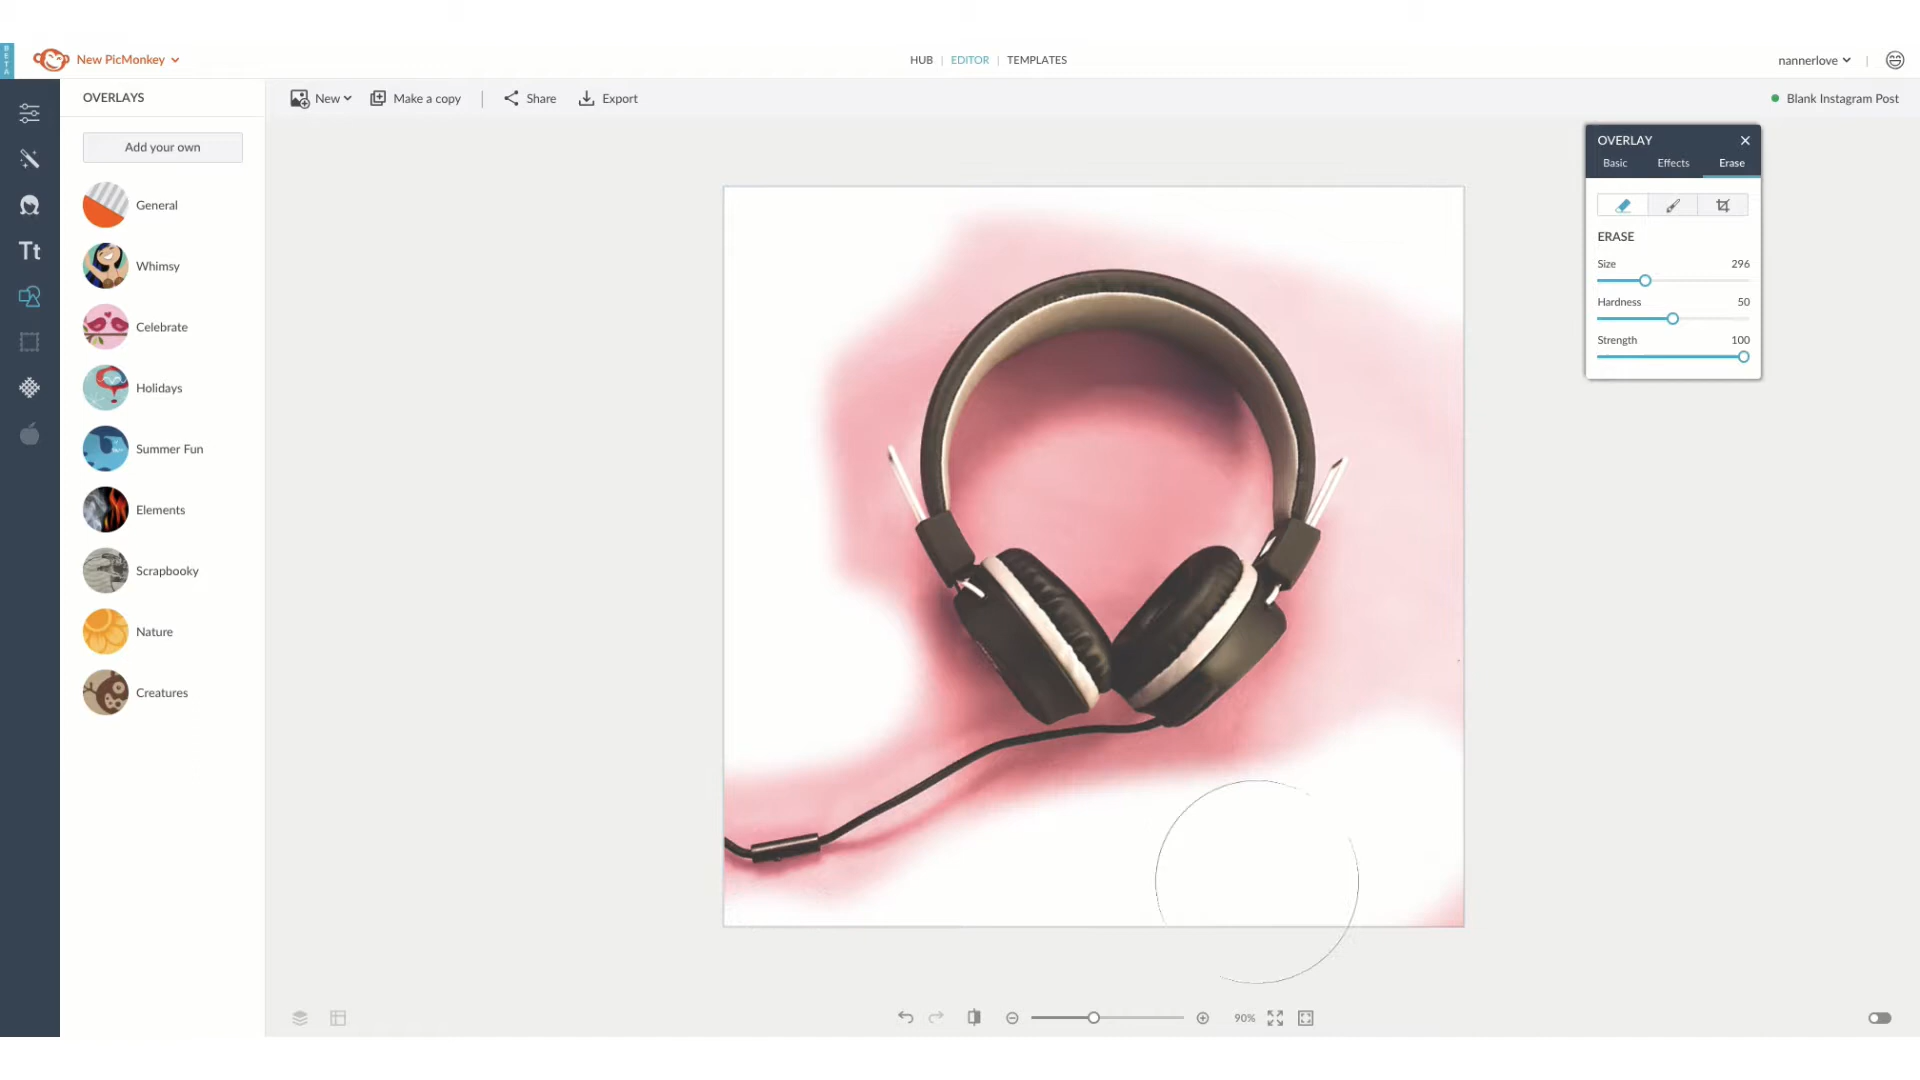 BETA
New PicMonkey
HUB | EDITOR | TEMPLATES
nannerlove
OVERLAYS
New
Make a copy
Share
Export
Blank Instagram Post
Add your own
General
Whimsy
Celebrate
Holidays
Summer Fun
Elements
Scrapbooky
Nature
Creatures
Tt
OVERLAY
Basic
Effects
Erase
ERASE
Size 296
Hardness 50
Strength 100
90%